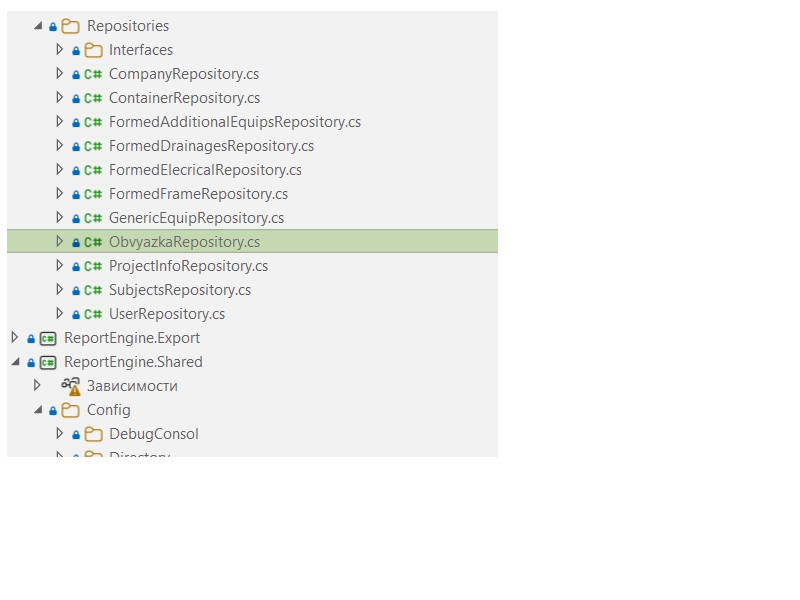 Repositories
Interfaces
C# CompanyRepository.cs
C# ContainerRepository.cs
C# FormedAdditionalEquipsRepository.cs
C# FormedDrainagesRepository.cs
C# FormedElecricalRepository.cs
C# FormedFrameRepository.cs
C# GenericEquipRepository.cs
C# ObvyazkaRepository.cs
C# ProjectInfoRepository.cs
C# SubjectsRepository.cs
C# UserRepository.cs
C# ReportEngine.Export
C# ReportEngine.Shared
Зависимости
Config
DebugConsol
Directory